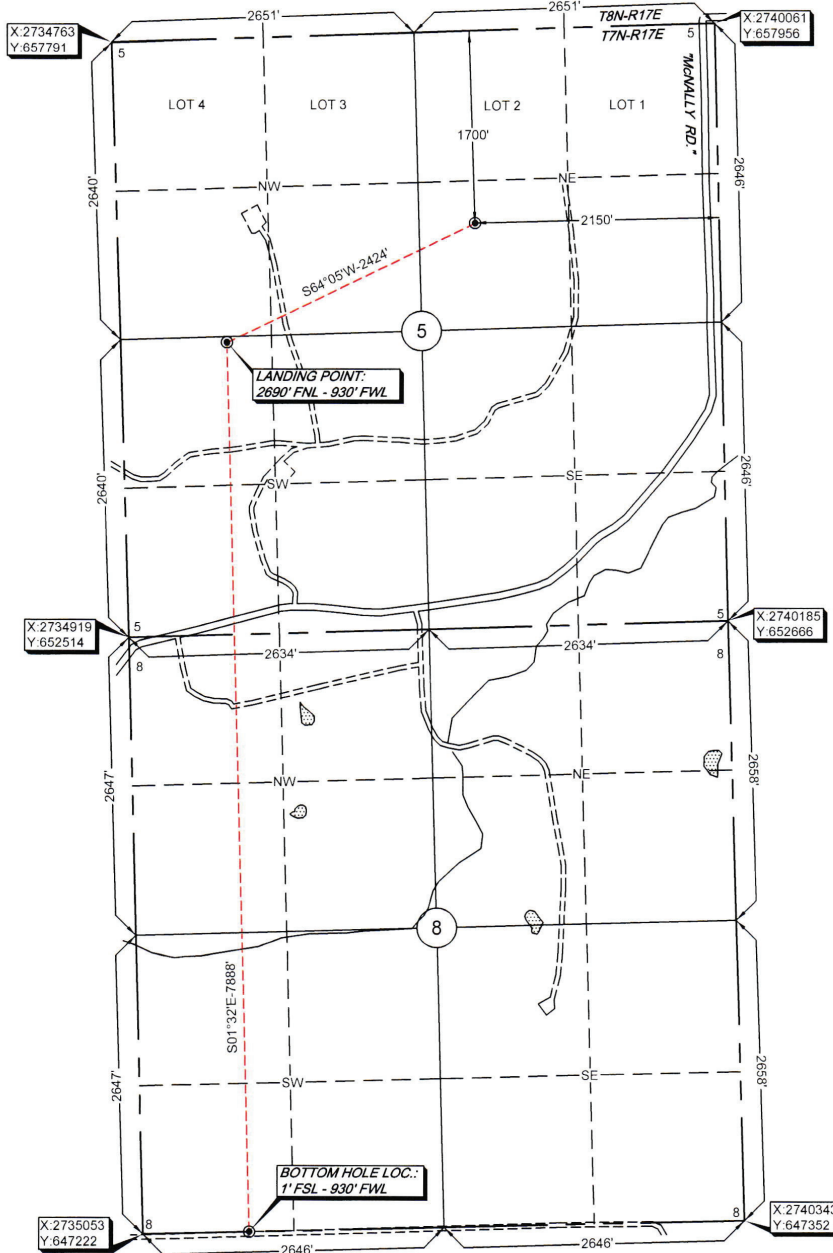 2651'
2651'
T8N-R17E
T7N-R17E
X:2734763
Y:657791
X:2740061
Y:657956
5
5
LOT 4
LOT 3
LOT 2
LOT 1
"McNALLY RD."
1700'
2640'
NW
NE
2646'
2150'
S64°05'W-2424'
5
LANDING POINT:
2690' FNL - 930' FWL
2640'
SW
SE
2646'
X:2734919
Y:652514
5
5
X:2740185
Y:652666
8
2634'
2634'
8
2647'
NW
NE
2658'
8
S01°32'E-7888'
2647'
SW
SE
2658'
BOTTOM HOLE LOC.:
1' FSL - 930' FWL
X:2735053
Y:647222
8
8
X:2740343
Y:647352
2646'
2646'